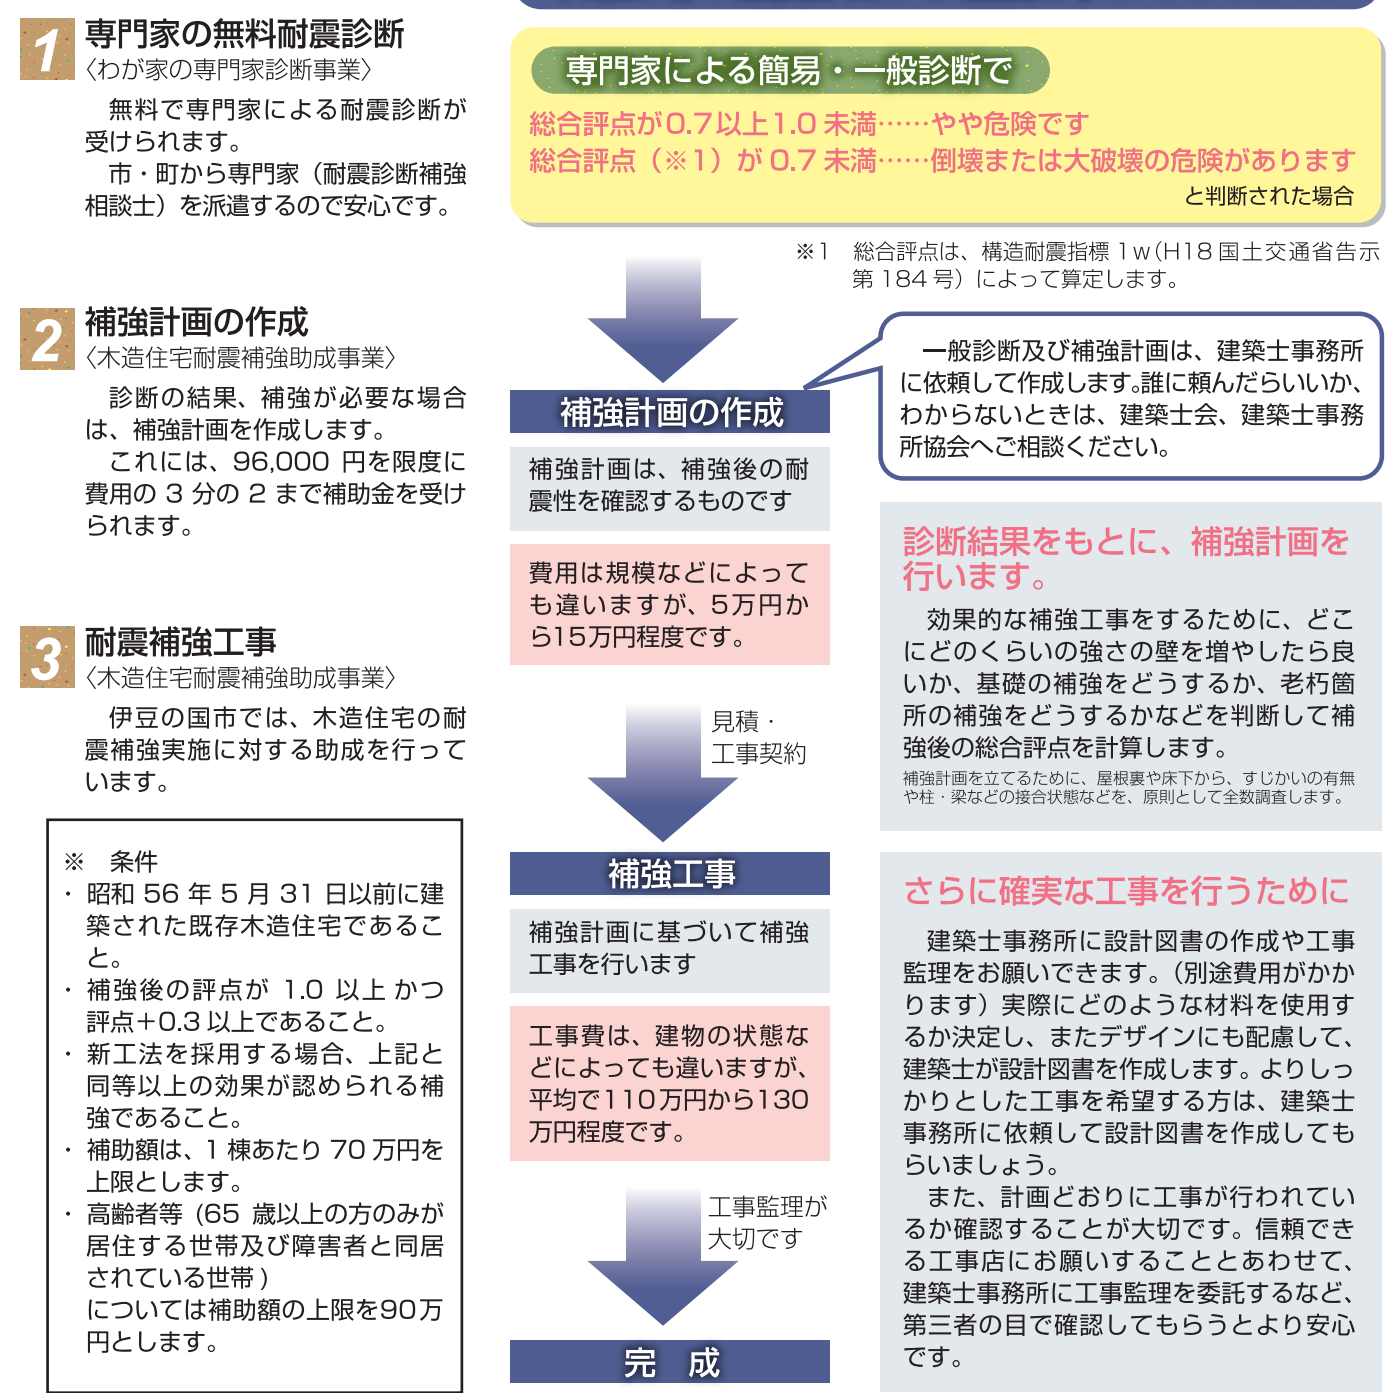 1 専門家の無料耐震診断
〈わが家の専門家診断事業〉
無料で専門家による耐震診断が
受けられます。
市・町から専門家（耐震診断補強
相談士）を派遣するので安心です。
2 補強計画の作成
〈木造住宅耐震補強助成事業〉
診断の結果、補強が必要な場合
は、補強計画を作成します。
これには、96,000 円を限度に
費用の 3 分の 2 まで補助金を受け
られます。
3 耐震補強工事
〈木造住宅耐震補強助成事業〉
伊豆の国市では、木造住宅の耐
震補強実施に対する助成を行って
います。
※　条件
・ 昭和 56 年 5 月 31 日以前に建
築された既存木造住宅であるこ
と。
・ 補強後の評点が 1.0 以上 かつ
評点＋0.3 以上であること。
・ 新工法を採用する場合、上記と
同等以上の効果が認められる補
強であること。
・ 補助額は、1 棟あたり 70 万円を
上限とします。
・ 高齢者等 (65 歳以上の方のみが
居住する世帯及び障害者と同居
されている世帯 )
については補助額の上限を90万
円とします。
専門家による簡易・一般診断で
総合評点が0.7以上1.0 未満……やや危険です
総合評点（※1）が 0.7 未満……倒壊または大破壊の危険があります
と判断された場合
※1　総合評点は、構造耐震指標 1w(H18 国土交通省告示
第 184 号）によって算定します。
補強計画の作成
補強計画は、補強後の耐
震性を確認するものです
費用は規模などによって
も違いますが、5万円か
ら15万円程度です。
見積・
工事契約
補強工事
補強計画に基づいて補強
工事を行います
工事費は、建物の状態な
どによっても違いますが、
平均で110万円から130
万円程度です。
工事監理が
大切です
完　成
一般診断及び補強計画は、建築士事務所
に依頼して作成します。誰に頼んだらいいか、
わからないときは、建築士会、建築士事務
所協会へご相談ください。
診断結果をもとに、補強計画を
行います。
効果的な補強工事をするために、どこ
にどのくらいの強さの壁を増やしたら良
いか、基礎の補強をどうするか、老朽箇
所の補強をどうするかなどを判断して補
強後の総合評点を計算します。
補強計画を立てるために、屋根裏や床下から、すじかいの有無
や柱・梁などの接合状態などを、原則として全数調査します。
さらに確実な工事を行うために
建築士事務所に設計図書の作成や工事
監理をお願いできます。（別途費用がかか
ります）実際にどのような材料を使用す
るか決定し、またデザインにも配慮して、
建築士が設計図書を作成します。よりしっ
かりとした工事を希望する方は、建築士
事務所に依頼して設計図書を作成しても
らいましょう。
また、計画どおりに工事が行われてい
るか確認することが大切です。信頼でき
る工事店にお願いすることとあわせて、
建築士事務所に工事監理を委託するなど、
第三者の目で確認してもらうとより安心
です。